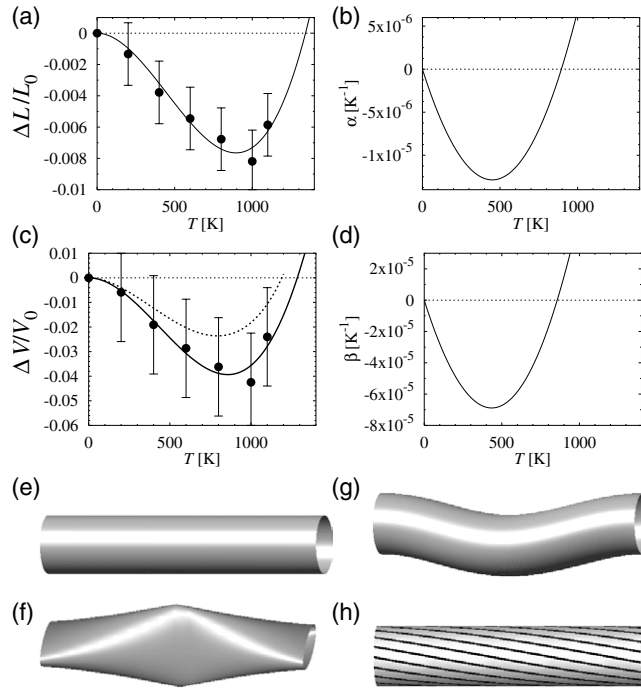 (a)
0
-0.002
-0.004
-0.006
-0.008
-0.01
ΔL/L₀
0 500 1000
T [K]
(b)
5x10⁻⁶
0
-5x10⁻⁶
-1x10⁻⁵
α [K⁻¹]
0 500 1000
T [K]
(c)
0.01
0
-0.01
-0.02
-0.03
-0.04
-0.05
-0.06
ΔV/V₀
0 500 1000
T [K]
(d)
2x10⁻⁵
0
-2x10⁻⁵
-4x10⁻⁵
-6x10⁻⁵
-8x10⁻⁵
β [K⁻¹]
0 500 1000
T [K]
(e)
(g)
(f)
(h)